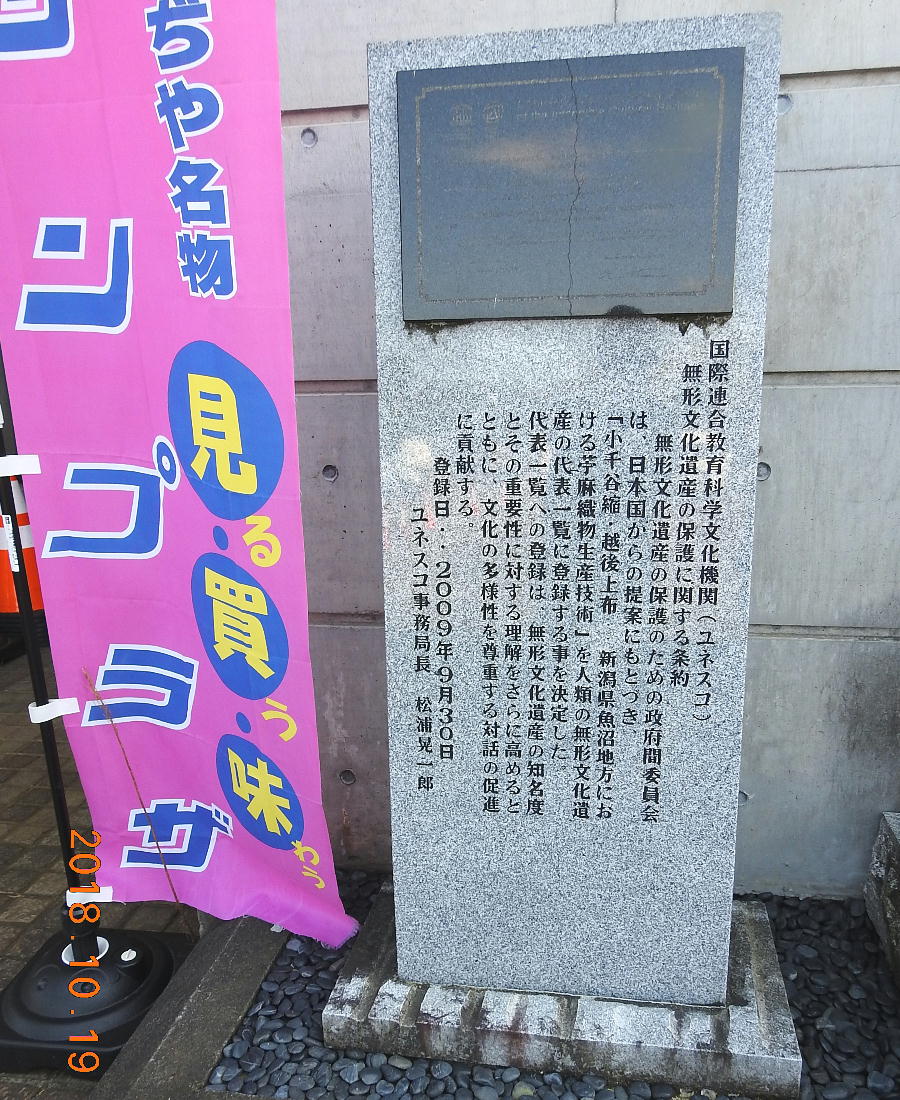 国際連合教育科学文化機関(ユネスコ)
無形文化遺産の保護に関する条約
無形文化遺産の保護のための政府間委員会
は、日本国からの提案にもとづき
「小千谷縮・越後上布 新潟県魚沼地方にお
ける苧麻織物生産技術』を人類の無形文化遺
産の代表一覧に登録する事を決定した
代表一覧への登録は、無形文化遺産の知名度
とその重要性に対する理解をさらに高めると
ともに、文化の多様性を尊重する対話の促進
に貢献する。
登録日‥2009年9月30日
ユネスコ事務局長 松浦晃一郎
ぢや名物
見る・買う・味わう
ンプラザ
2018.10.19